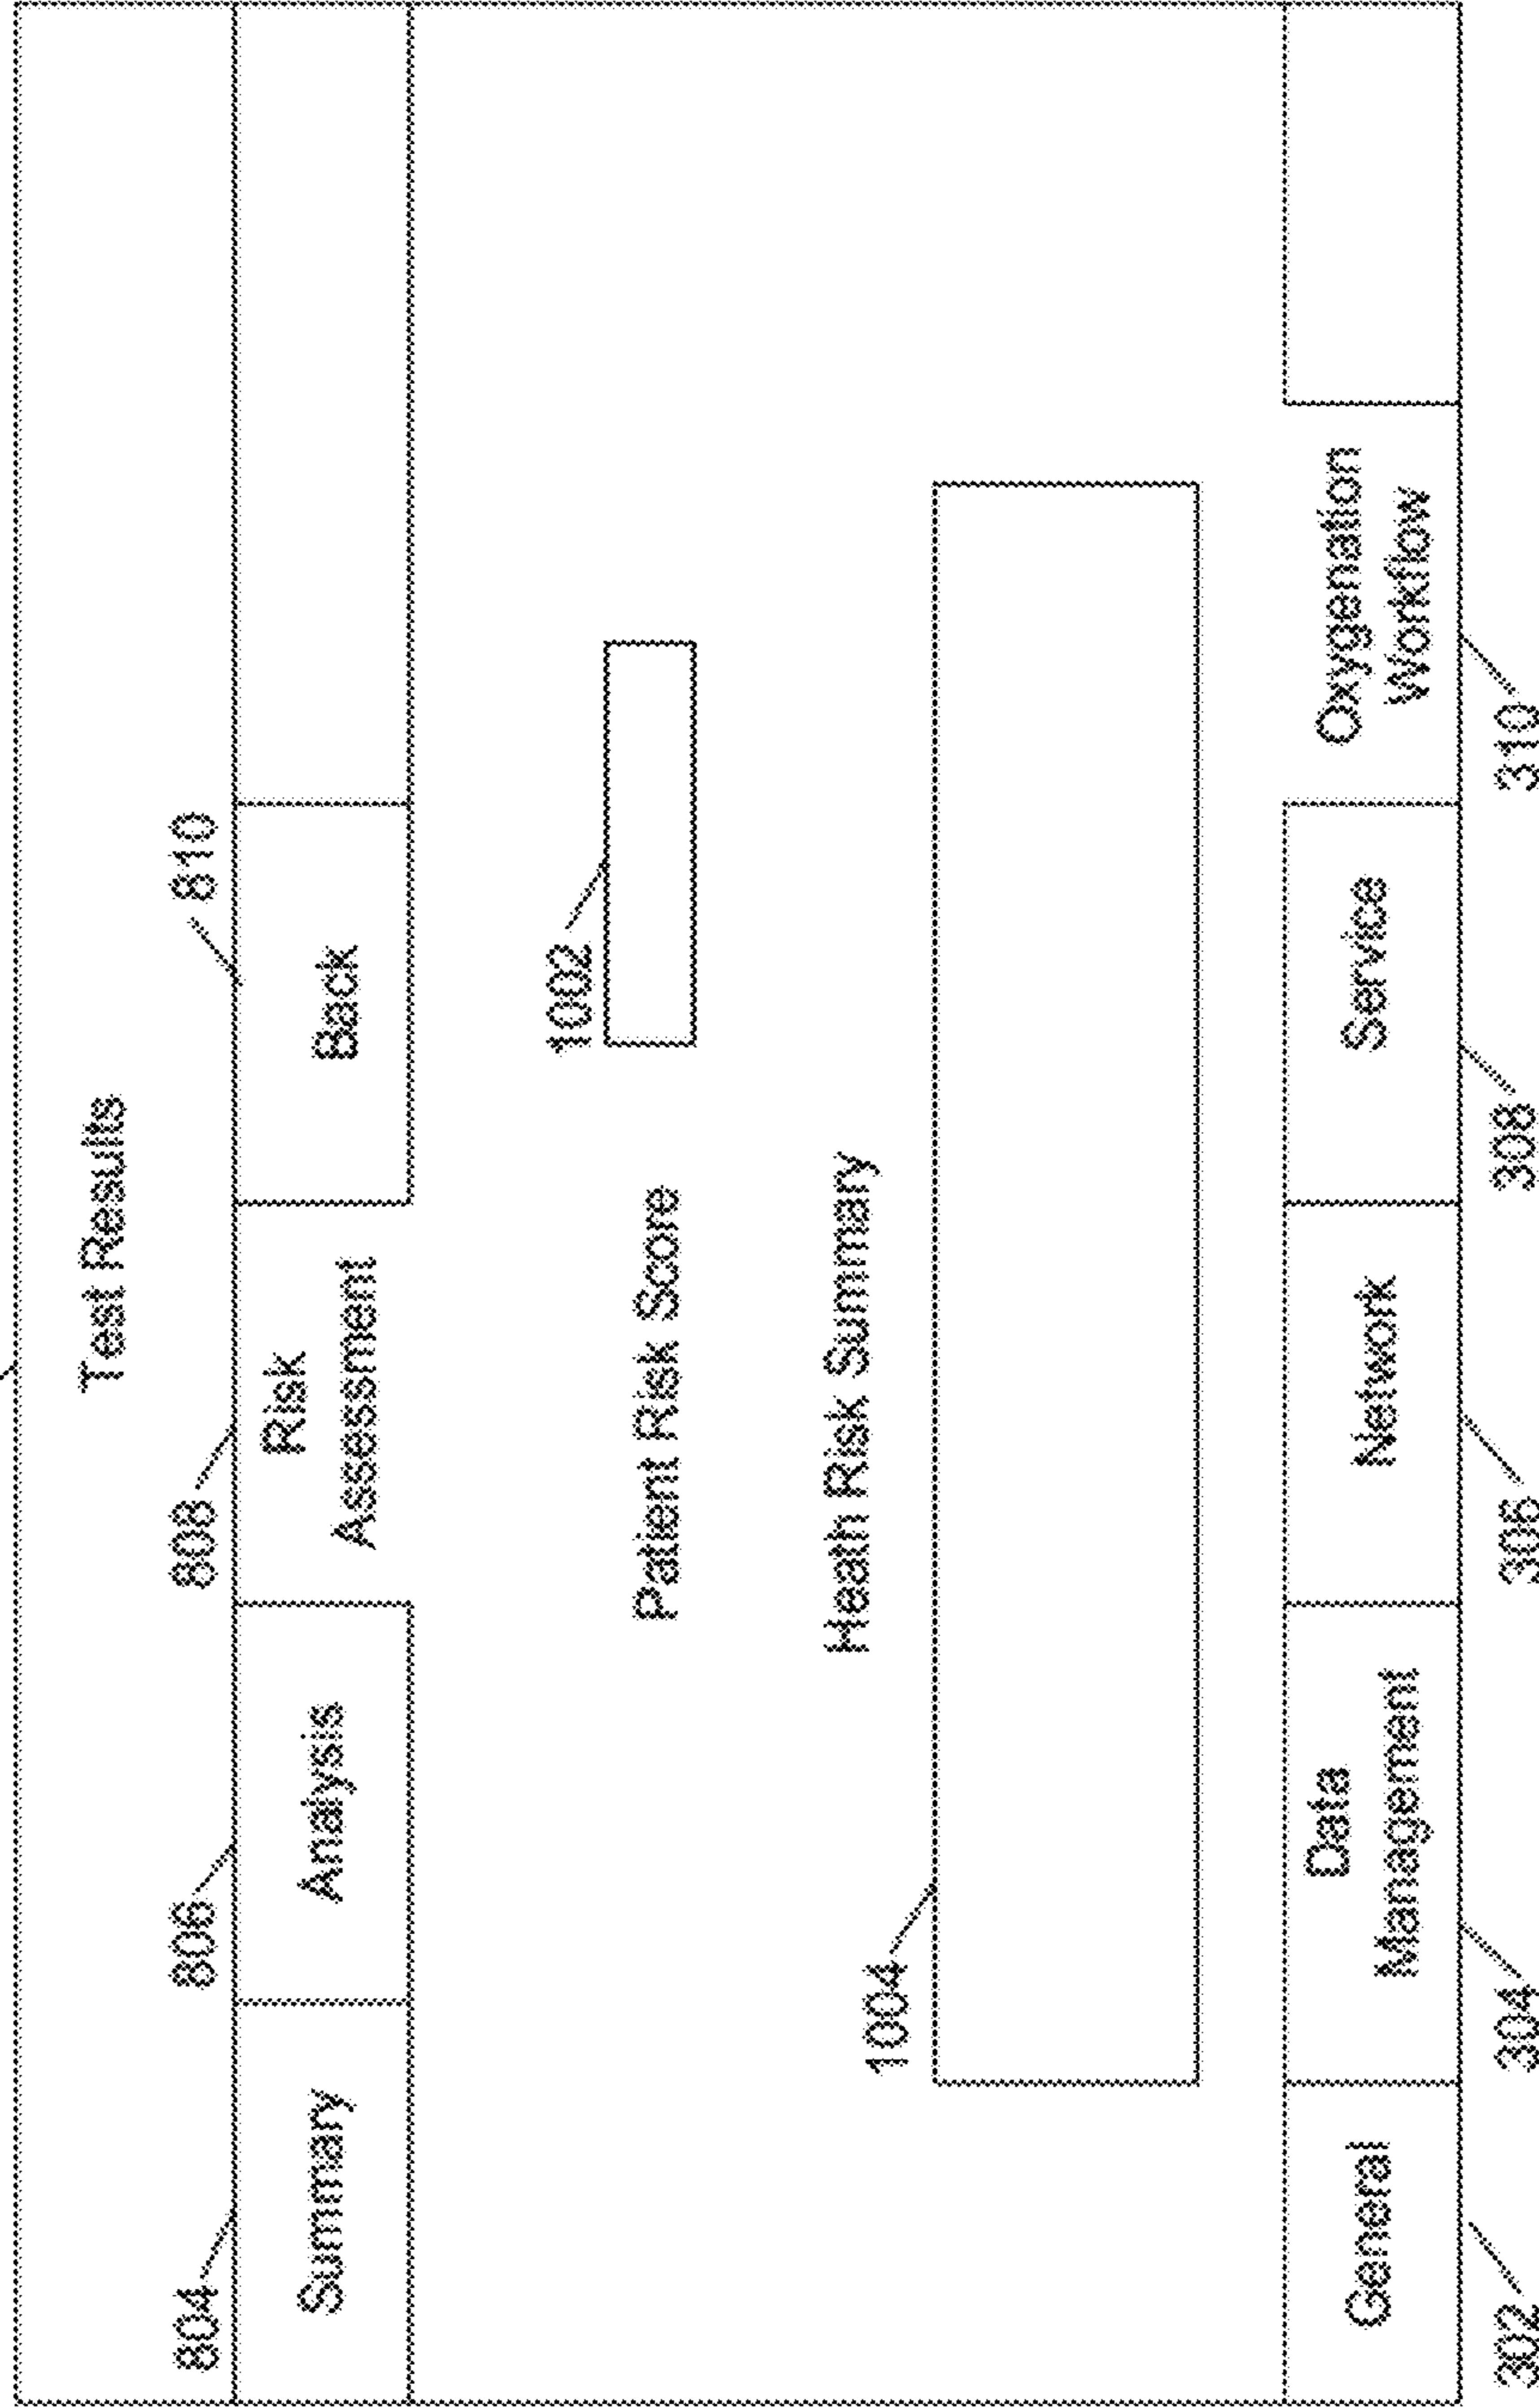 Test Results
804
806
808
810
Summary
Analysis
Risk
Assessment
Back
1002
Patient Risk Score
Heath Risk Summary
1004
General
Data
Management
Network
Service
Oxygenation
Workflow
302
304
306
308
310